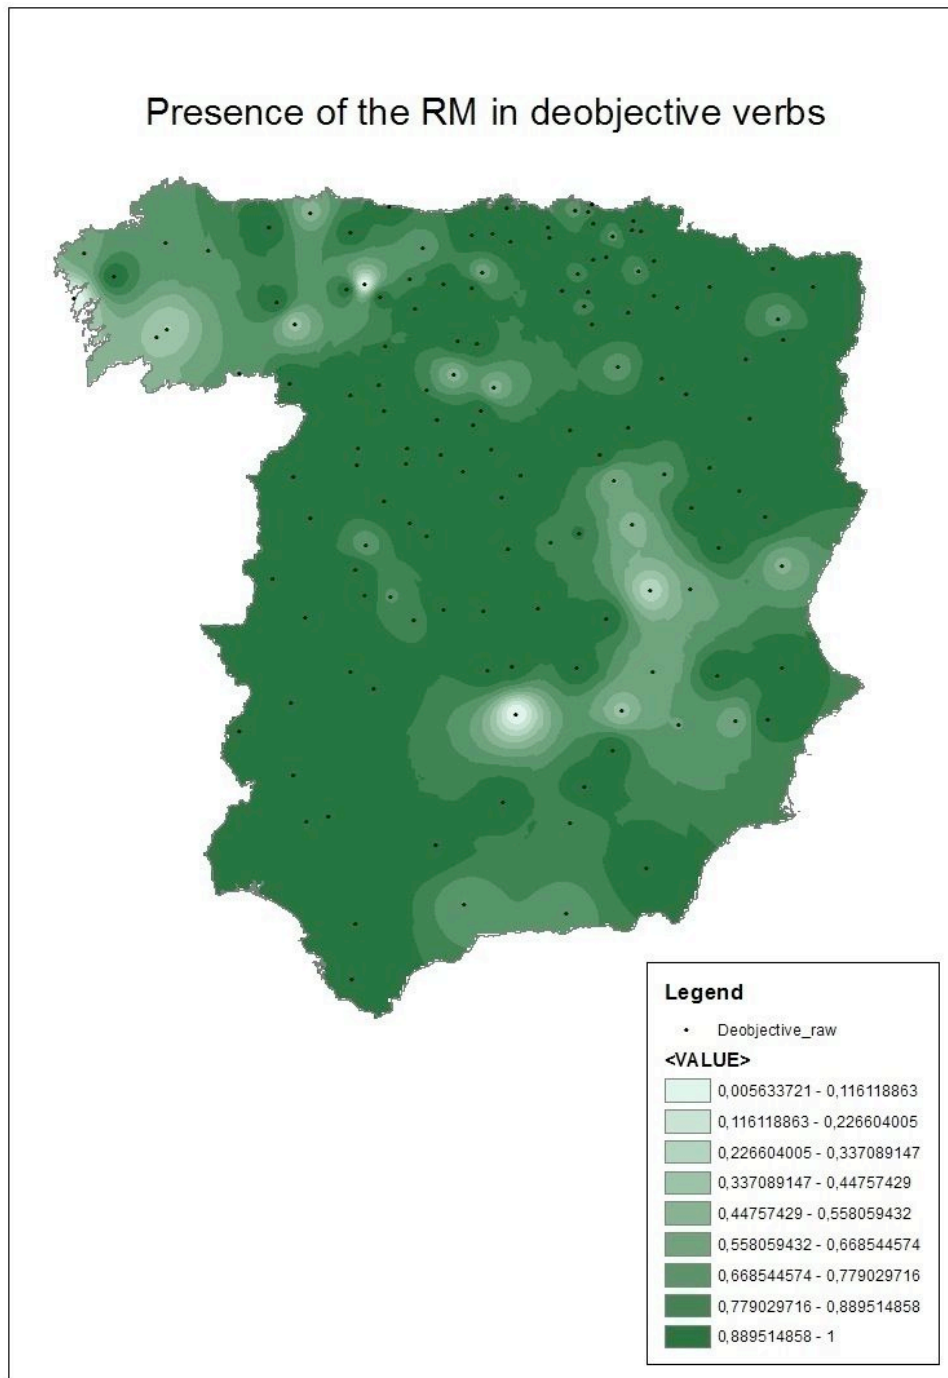 Presence of the RM in deobjective verbs
Legend
Deobjective_raw
<VALUE>
0,005633721 - 0,116118863
0,116118863 - 0,226604005
0,226604005 - 0,337089147
0,337089147 - 0,44757429
0,44757429 - 0,558059432
0,558059432 - 0,668544574
0,668544574 - 0,779029716
0,779029716 - 0,889514858
0,889514858 - 1